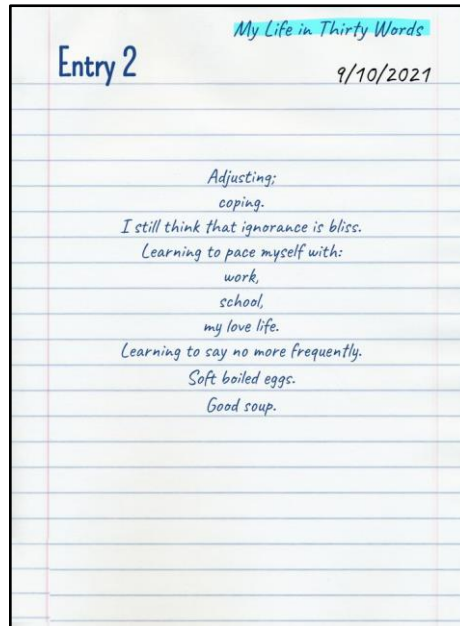 My Life in Thirty Words
Entry 2
9/10/2021
Adjusting;
coping.
I still think that ignorance is bliss.
Learning to pace myself with:
work,
school,
my love life.
Learning to say no more frequently.
Soft boiled eggs.
Good soup.